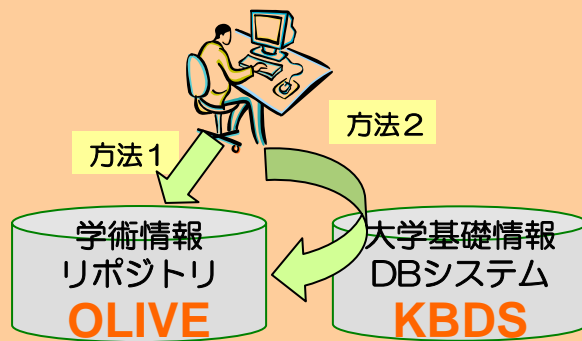 方法1
方法2
学術情報
リポジトリ
OLIVE
大学基礎情報
DBシステム
KBDS